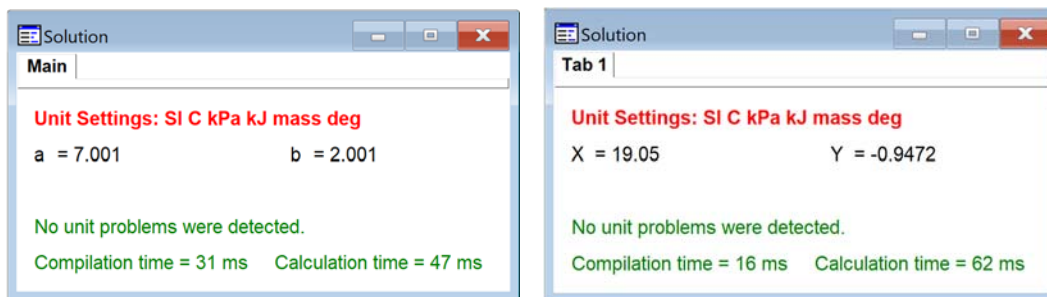 Solution
Main
Unit Settings: SI C kPa kJ mass deg
a = 7.001 b = 2.001
No unit problems were detected.
Compilation time = 31 ms Calculation time = 47 ms
Solution
Tab 1
Unit Settings: SI C kPa kJ mass deg
X = 19.05 Y = -0.9472
No unit problems were detected.
Compilation time = 16 ms Calculation time = 62 ms